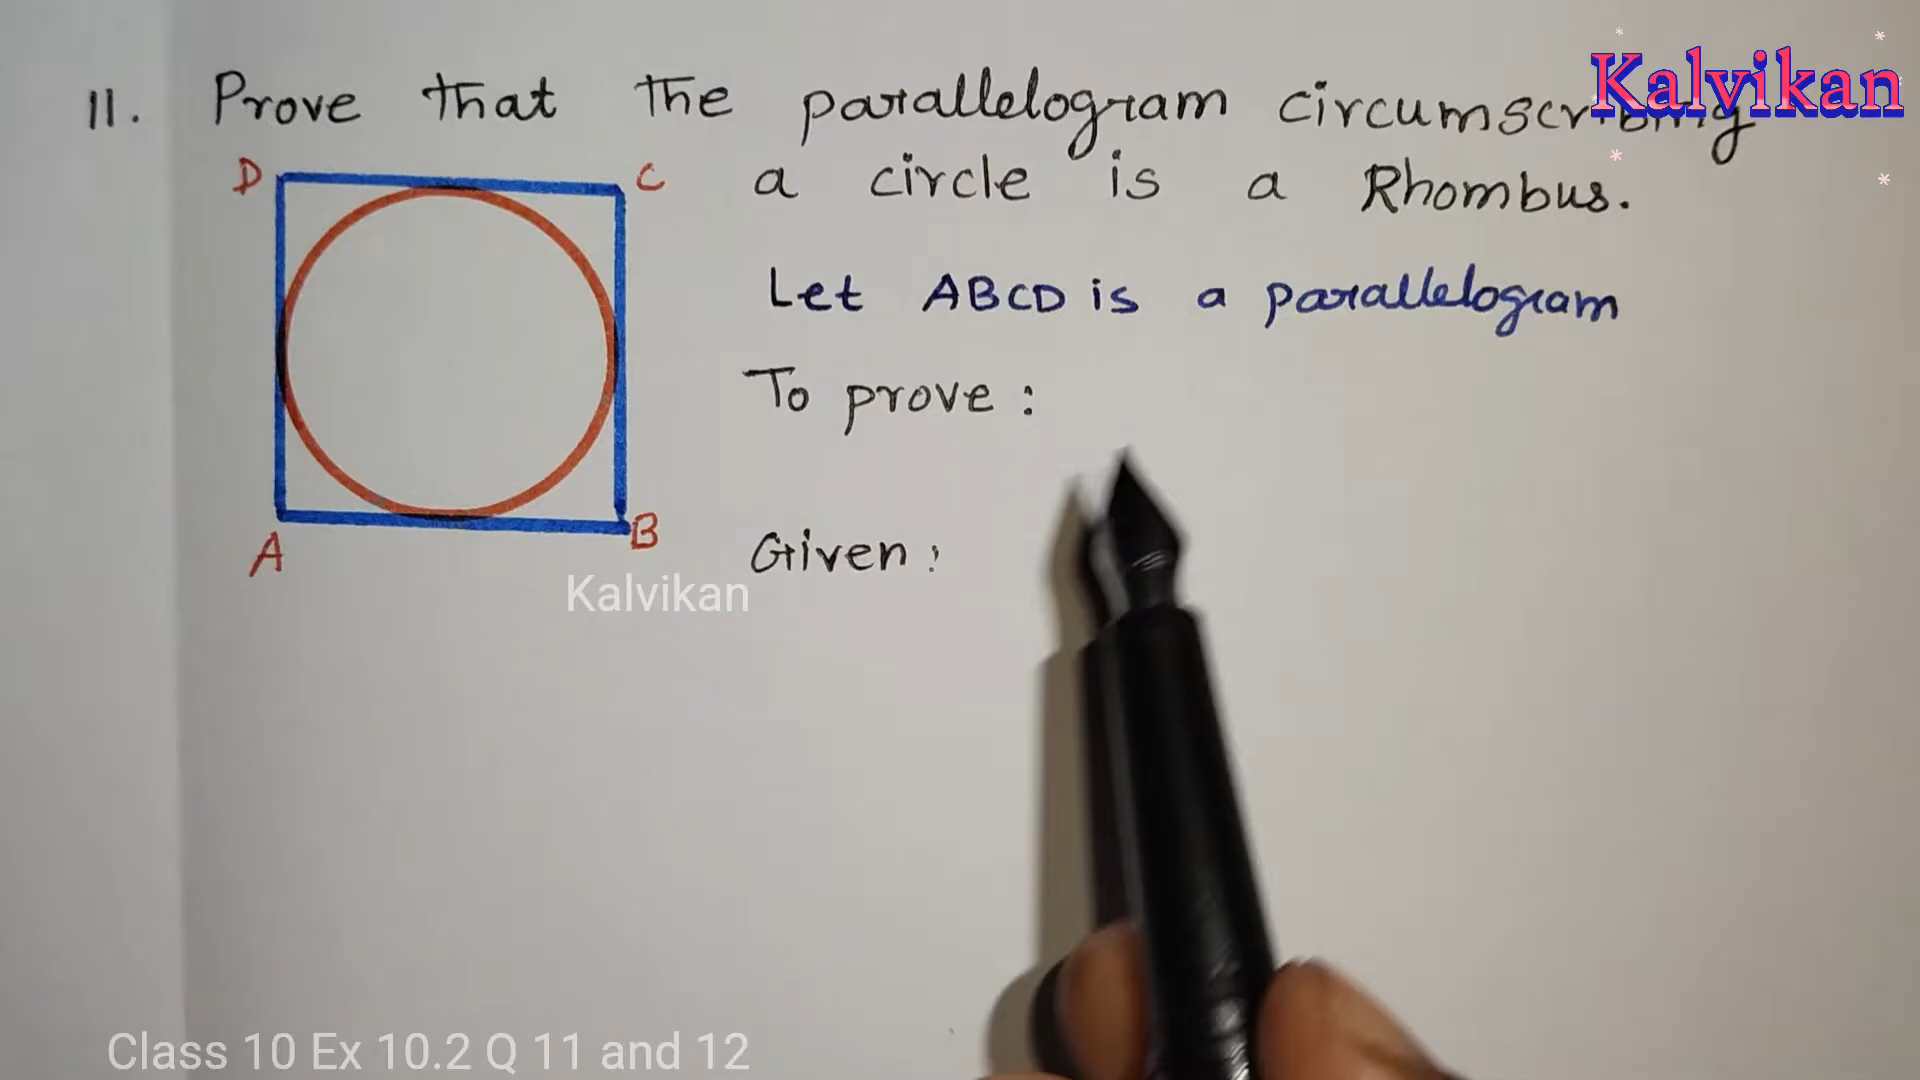 Kalvikan
11. Prove that the parallelogram circumscribing
D
C
a circle is a Rhombus.
Let ABCD is a parallelogram
To prove :
A
B
Given :
Kalvikan
Class 10 Ex 10.2 Q 11 and 12